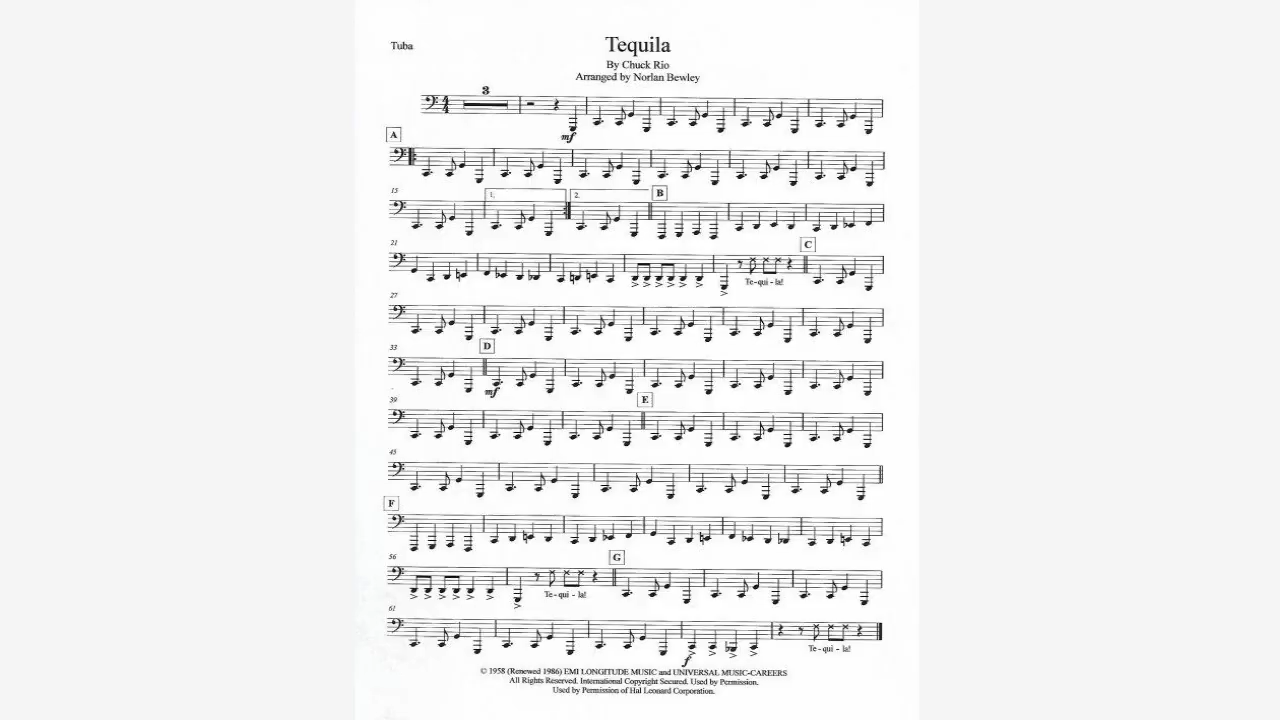 Tuba
Tequila
By Chuck Rio
Arranged by Norlan Bewley
3
mf
A
15
1.
2.
B
21
C
Te - qui - la!
27
33
D
mf
39
E
45
F
56
G
Te - qui - la!
61
f
Te - qui - la!
© 1958 (Renewed 1986) EMI LONGITUDE MUSIC and UNIVERSAL MUSIC-CAREERS
All Rights Reserved. International Copyright Secured. Used by Permission.
Used by Permission of Hal Leonard Corporation.